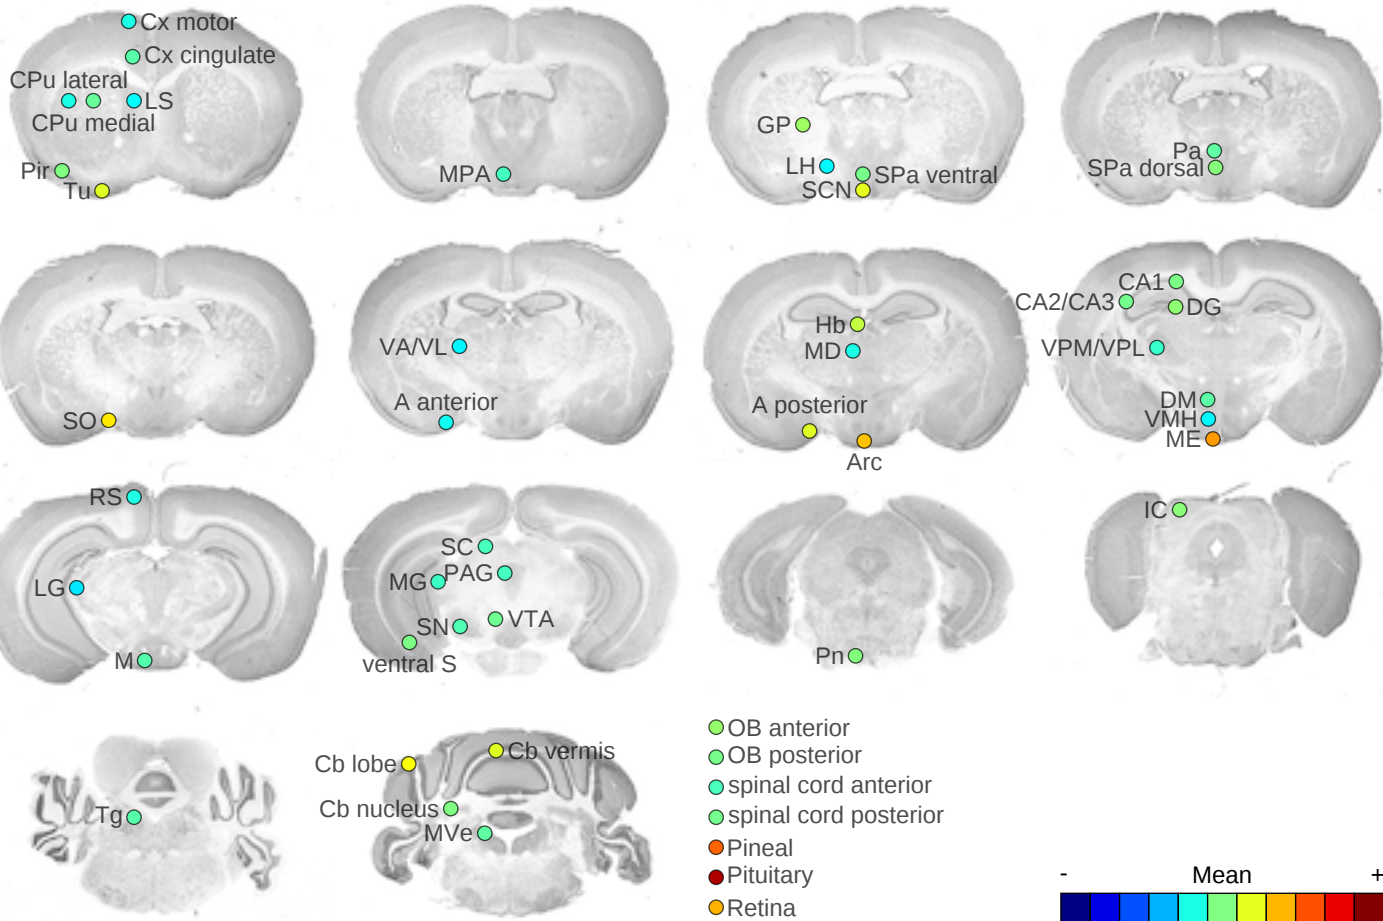 Cx motor
Cx cingulate
CPu lateral
LS
CPu medial
Pir
Tu
MPA
GP
LH
SPa ventral
SCN
Pa
SPa dorsal
SO
VA/VL
A anterior
Hb
MD
A posterior
Arc
CA1
CA2/CA3
DG
VPM/VPL
DM
VMH
ME
RS
LG
M
SC
PAG
MG
VTA
SN
ventral S
Pn
IC
Tg
Cb lobe
Cb vermis
Cb nucleus
MVe
OB anterior
OB posterior
spinal cord anterior
spinal cord posterior
Pineal
Pituitary
Retina
- Mean +